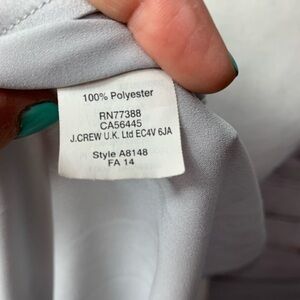 100% Polyester
RN77388
CA56445
J.CREW U.K. Ltd EC4V 6JA
Style A8148
FA 14